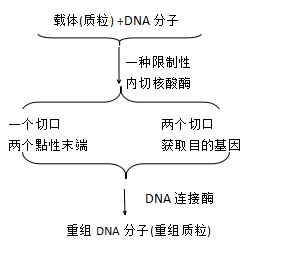 载体(质粒)+DNA 分子
一种限制性
内切核酸酶
一个切口
两个黏性末端
两个切口
获取目的基因
DNA 连接酶
重组 DNA 分子(重组质粒)